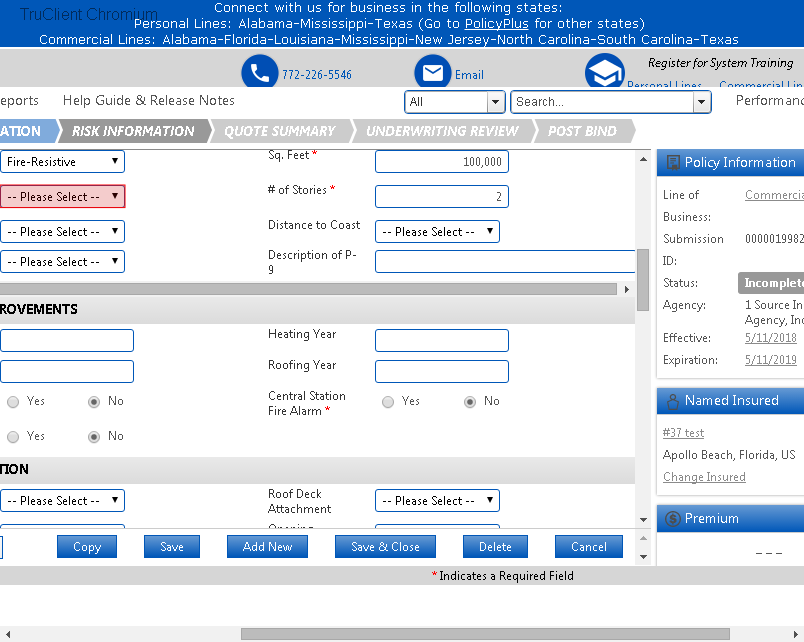 TruClient Chromium
Connect with us for business in the following states:
Personal Lines: Alabama-Mississippi-Texas (Go to PolicyPlus for other states)
Commercial Lines: Alabama-Florida-Louisiana-Mississippi-New Jersey-North Carolina-South Carolina-Texas
772-226-5546
Email
Register for System Training
Personal Lines Commercial Lin
eports Help Guide & Release Notes
All
Search...
Performanc
ATION RISK INFORMATION QUOTE SUMMARY UNDERWRITING REVIEW POST BIND
Fire-Resistive Sq. Feet * 100,000
-- Please Select -- # of Stories * 2
-- Please Select -- Distance to Coast -- Please Select --
-- Please Select -- Description of P-
9
ROVEMENTS
Heating Year
Roofing Year
Yes No Central Station
Fire Alarm * Yes No
Yes No
TION
-- Please Select -- Roof Deck
Attachment -- Please Select --
Opening
Copy Save Add New Save & Close Delete Cancel
* Indicates a Required Field
Policy Information
Line of
Business: Commercia
Submission
ID: 0000019982
Status: Incomplete
Agency: 1 Source In
Agency, Inc
Effective: 5/11/2018
Expiration: 5/11/2019
Named Insured
#37 test
Apollo Beach, Florida, US
Change Insured
Premium
_ _ _